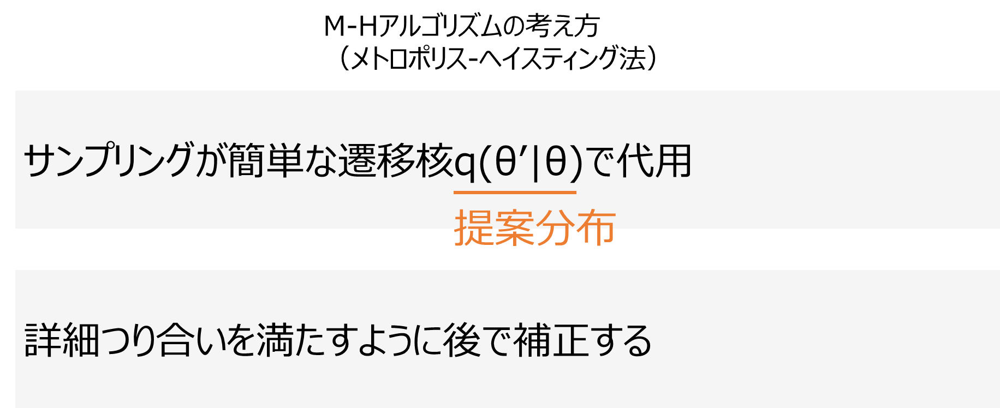 M-Hアルゴリズムの考え方
（メトロポリス-ヘイスティング法）
サンプリングが簡単な遷移核q(θ′|θ)で代用
提案分布
詳細つり合いを満たすように後で補正する